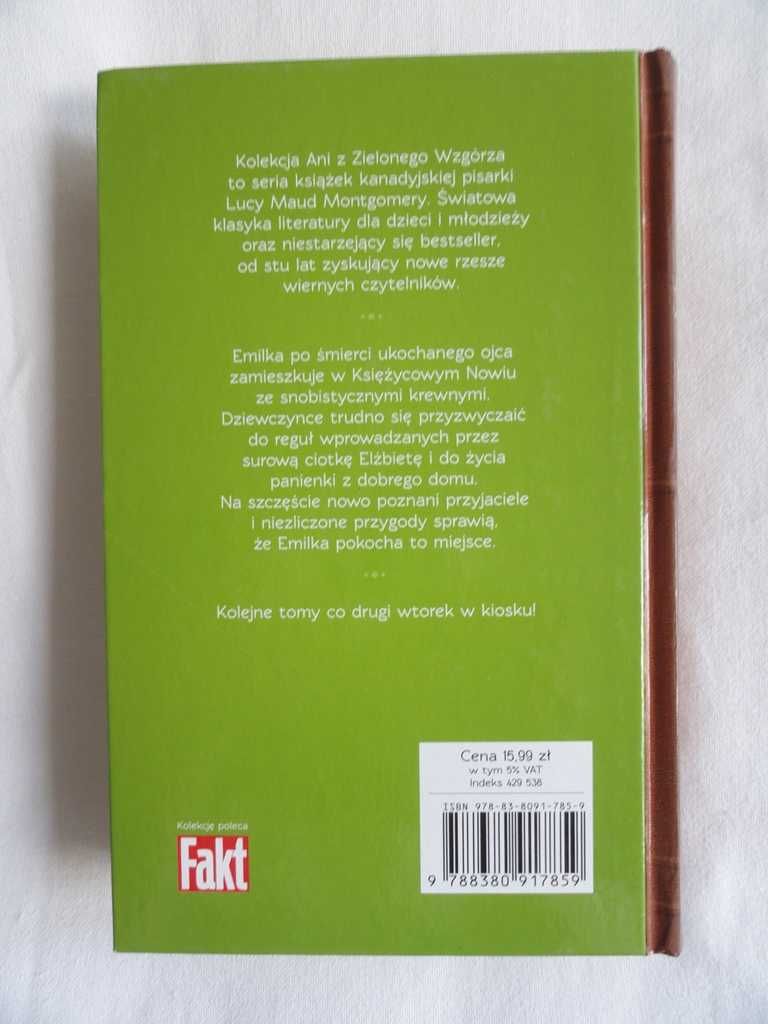 Kolekcja Ani z Zielonego Wzgórza
to seria książek kanadyjskiej pisarki
Lucy Maud Montgomery. Światowa
klasyka literatury dla dzieci i młodzieży
oraz niestarzejący się bestseller,
od stu lat zyskujący nowe rzesze
wiernych czytelników.
Emilka po śmierci ukochanego ojca
zamieszkuje w Księżycowym Nowiu
ze snobistycznymi krewnymi.
Dziewczynce trudno się przyzwyczaić
do reguł wprowadzanych przez
surową ciotkę Elżbietę i do życia
panienki z dobrego domu.
Na szczęście nowo poznani przyjaciele
i niezliczone przygody sprawią,
że Emilka pokocha to miejsce.
Kolejne tomy co drugi wtorek w kiosku!
Cena 15,99 zł
w tym 5% VAT
Indeks 429 538
ISBN 978-83-8091-785-9
9 788380 917859
Kolekcję poleca
Fakt